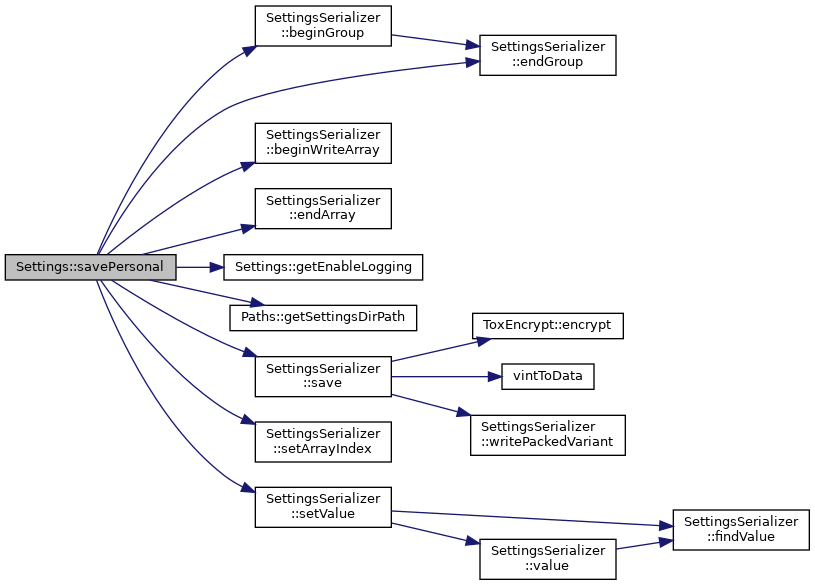 SettingsSerializer
::beginGroup
SettingsSerializer
::endGroup
SettingsSerializer
::beginWriteArray
SettingsSerializer
::endArray
Settings::savePersonal
Settings::getEnableLogging
Paths::getSettingsDirPath
ToxEncrypt::encrypt
SettingsSerializer
::save
vintToData
SettingsSerializer
::writePackedVariant
SettingsSerializer
::setArrayIndex
SettingsSerializer
::setValue
SettingsSerializer
::findValue
SettingsSerializer
::value